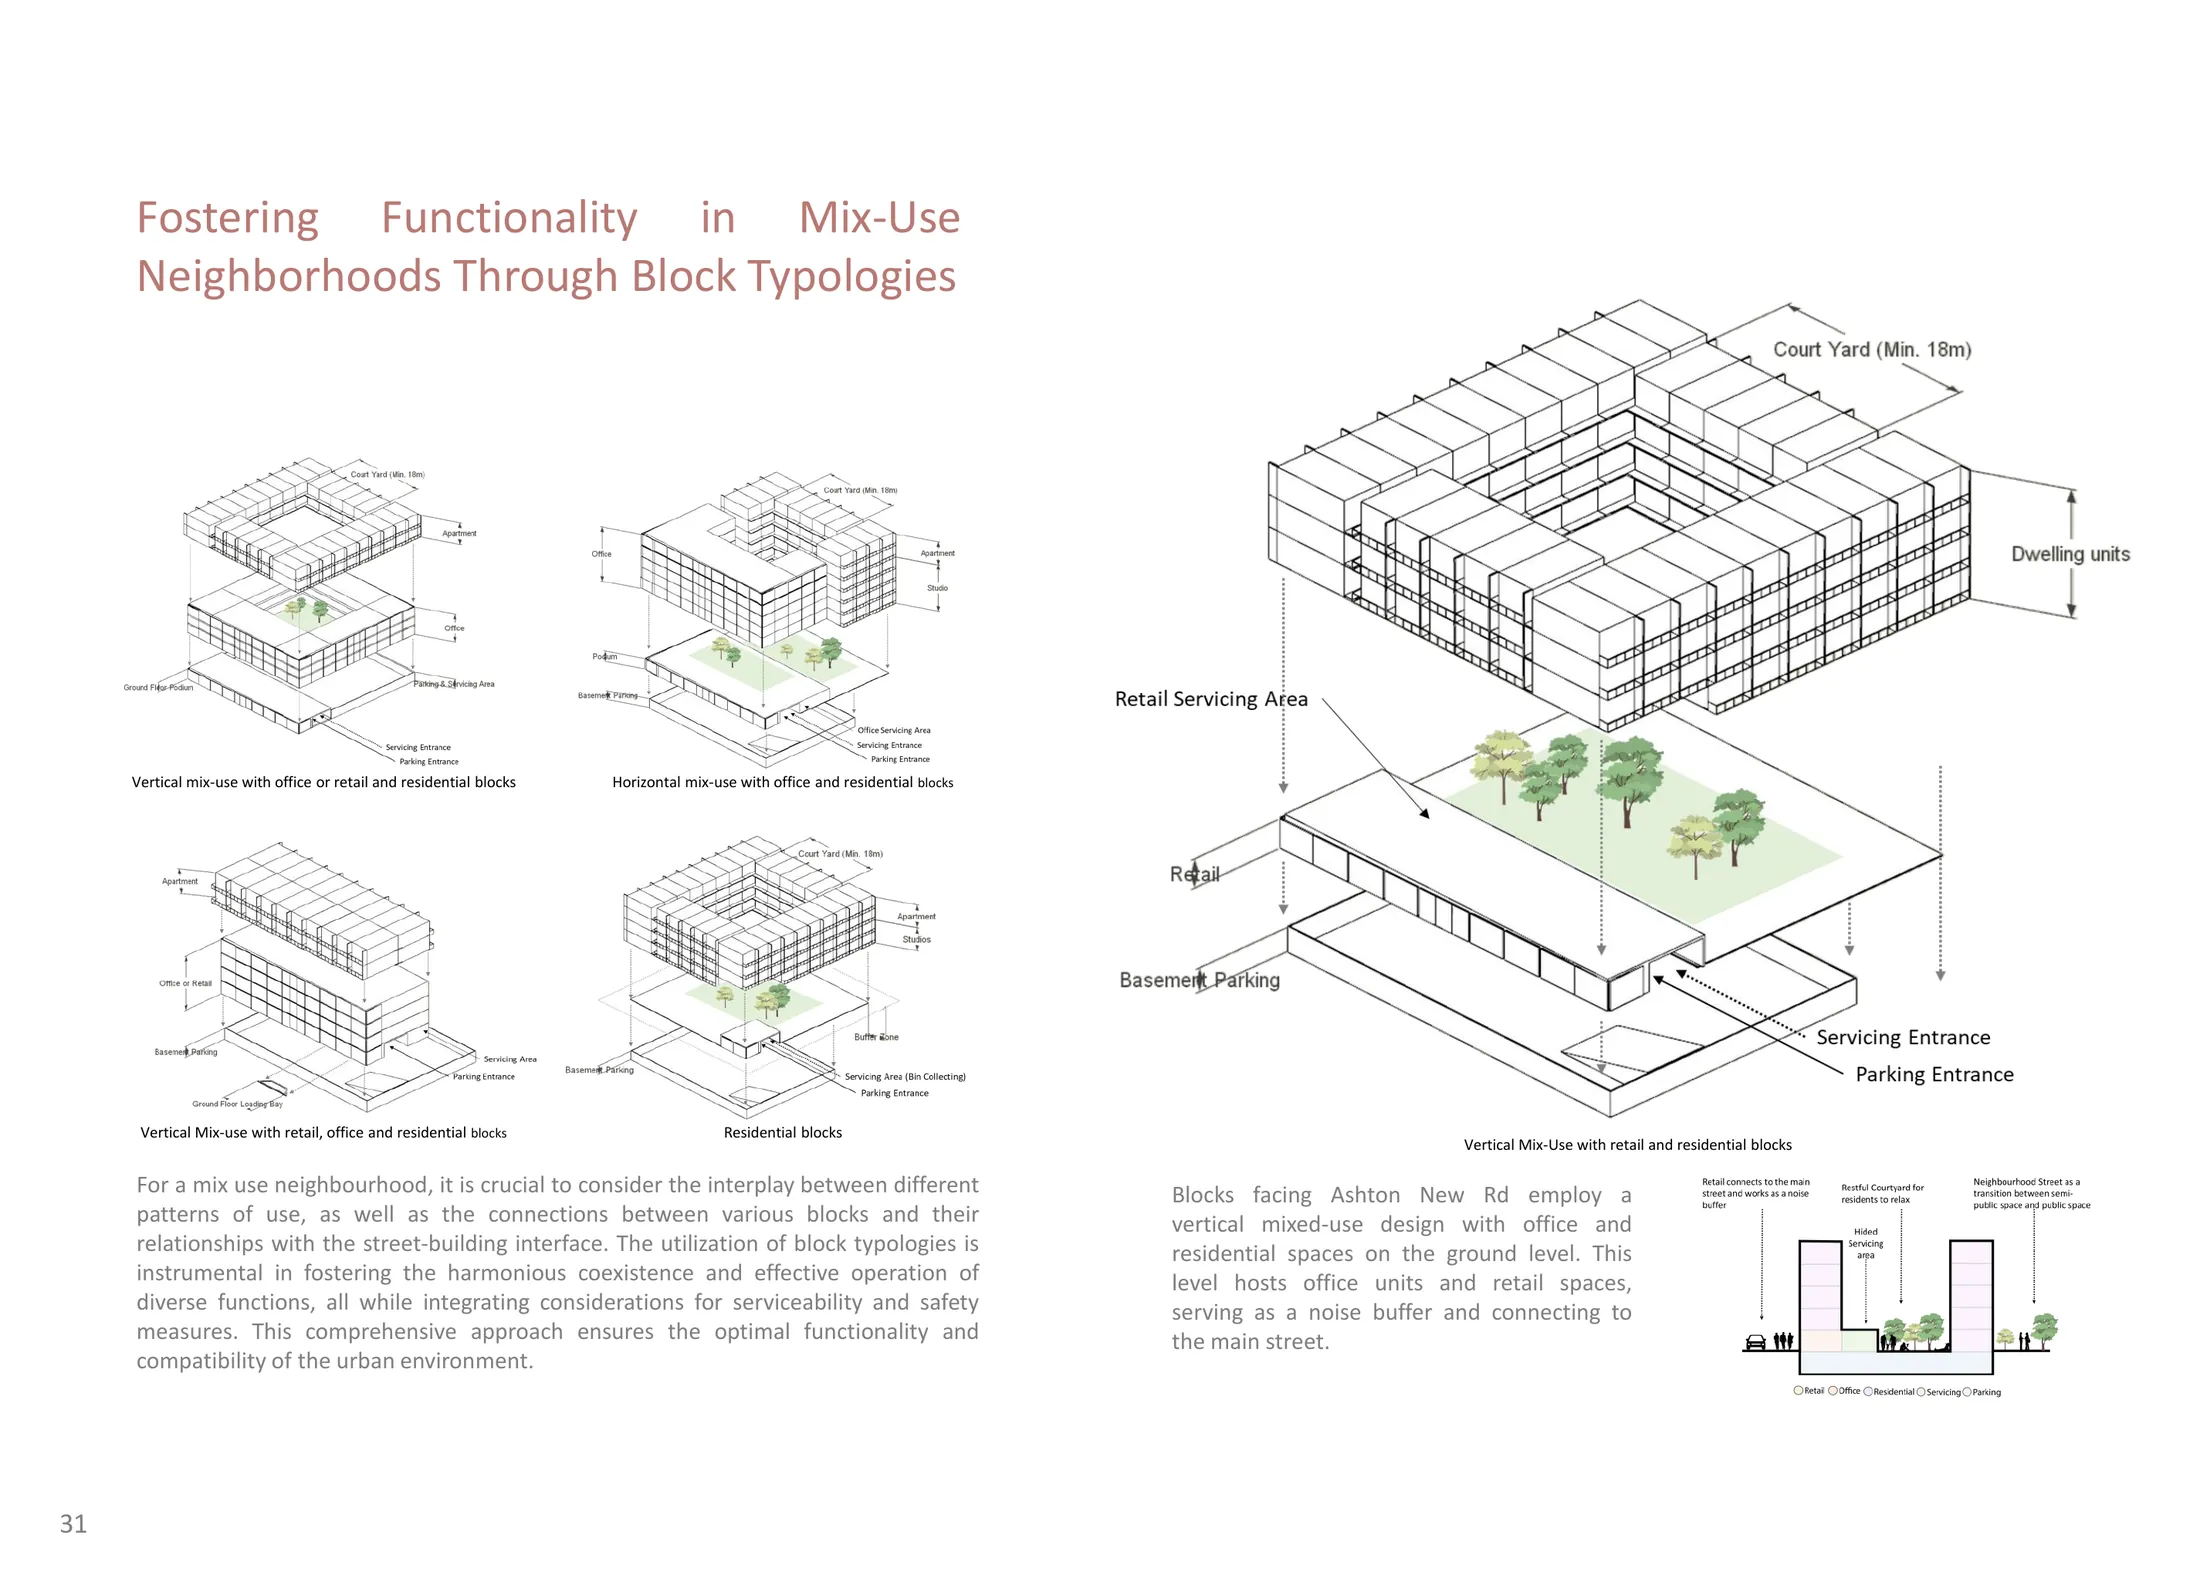 Fostering Functionality in Mix-Use
Neighborhoods Through Block Typologies
Court Yard (Min. 18m)
Apartment
Office
Ground Floor Podium
Parking & Servicing Area
Servicing Entrance
Parking Entrance
Vertical mix-use with office or retail and residential blocks
Court Yard (Min. 18m)
Office
Apartment
Studio
Podium
Basement Parking
Office Servicing Area
Servicing Entrance
Parking Entrance
Horizontal mix-use with office and residential blocks
Apartment
Office or Retail
Basement Parking
Servicing Area
Parking Entrance
Ground Floor Loading Bay
Vertical Mix-use with retail, office and residential blocks
Court Yard (Min. 18m)
Apartment
Studios
Buffer Zone
Basement Parking
Servicing Area (Bin Collecting)
Parking Entrance
Residential blocks
For a mix use neighbourhood, it is crucial to consider the interplay between different
patterns of use, as well as the connections between various blocks and their
relationships with the street-building interface. The utilization of block typologies is
instrumental in fostering the harmonious coexistence and effective operation of
diverse functions, all while integrating considerations for serviceability and safety
measures. This comprehensive approach ensures the optimal functionality and
compatibility of the urban environment.
31
Court Yard (Min. 18m)
Dwelling units
Retail Servicing Area
Retail
Basement Parking
Servicing Entrance
Parking Entrance
Vertical Mix-Use with retail and residential blocks
Blocks facing Ashton New Rd employ a
vertical mixed-use design with office and
residential spaces on the ground level. This
level hosts office units and retail spaces,
serving as a noise buffer and connecting to
the main street.
Retail connects to the main
street and works as a noise
buffer
Restful Courtyard for
residents to relax
Neighbourhood Street as a
transition between semi-
public space and public space
Hided
Servicing
area
Retail Office Residential Servicing Parking